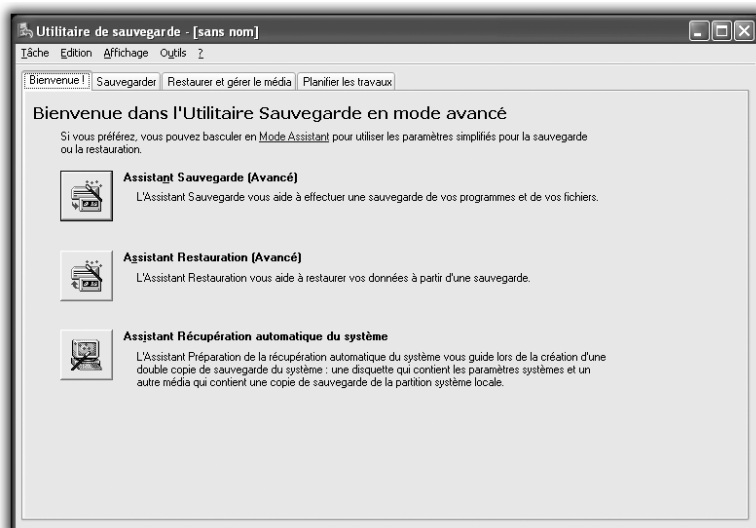 Utilitaire de sauvegarde - [sans nom]
Tâche Edition Affichage Outils ?
Bienvenue ! Sauvegarder Restaurer et gérer le média Planifier les travaux
Bienvenue dans l'Utilitaire Sauvegarde en mode avancé
Si vous préférez, vous pouvez basculer en Mode Assistant pour utiliser les paramètres simplifiés pour la sauvegarde
ou la restauration.
Assistant Sauvegarde (Avancé)
L'Assistant Sauvegarde vous aide à effectuer une sauvegarde de vos programmes et de vos fichiers.
Assistant Restauration (Avancé)
L'Assistant Restauration vous aide à restaurer vos données à partir d'une sauvegarde.
Assistant Récupération automatique du système
L'Assistant Préparation de la récupération automatique du système vous guide lors de la création d'une
double copie de sauvegarde du système : une disquette qui contient les paramètres systèmes et un
autre média qui contient une copie de sauvegarde de la partition système locale.